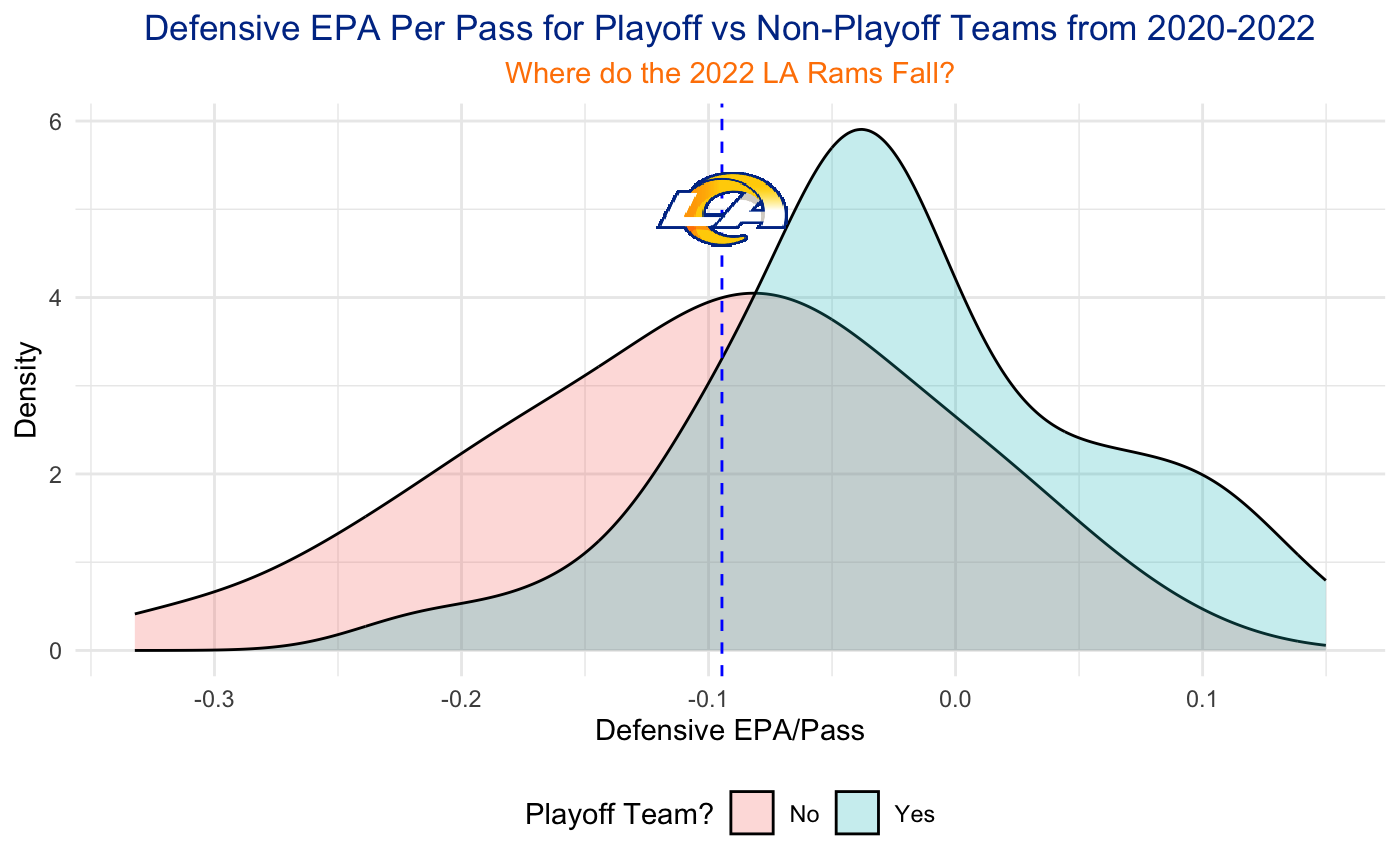 Defensive EPA Per Pass for Playoff vs Non-Playoff Teams from 2020-2022
Where do the 2022 LA Rams Fall?
6
4
2
0
Density
LA
-0.3 -0.2 -0.1 0.0 0.1
Defensive EPA/Pass
Playoff Team? No Yes